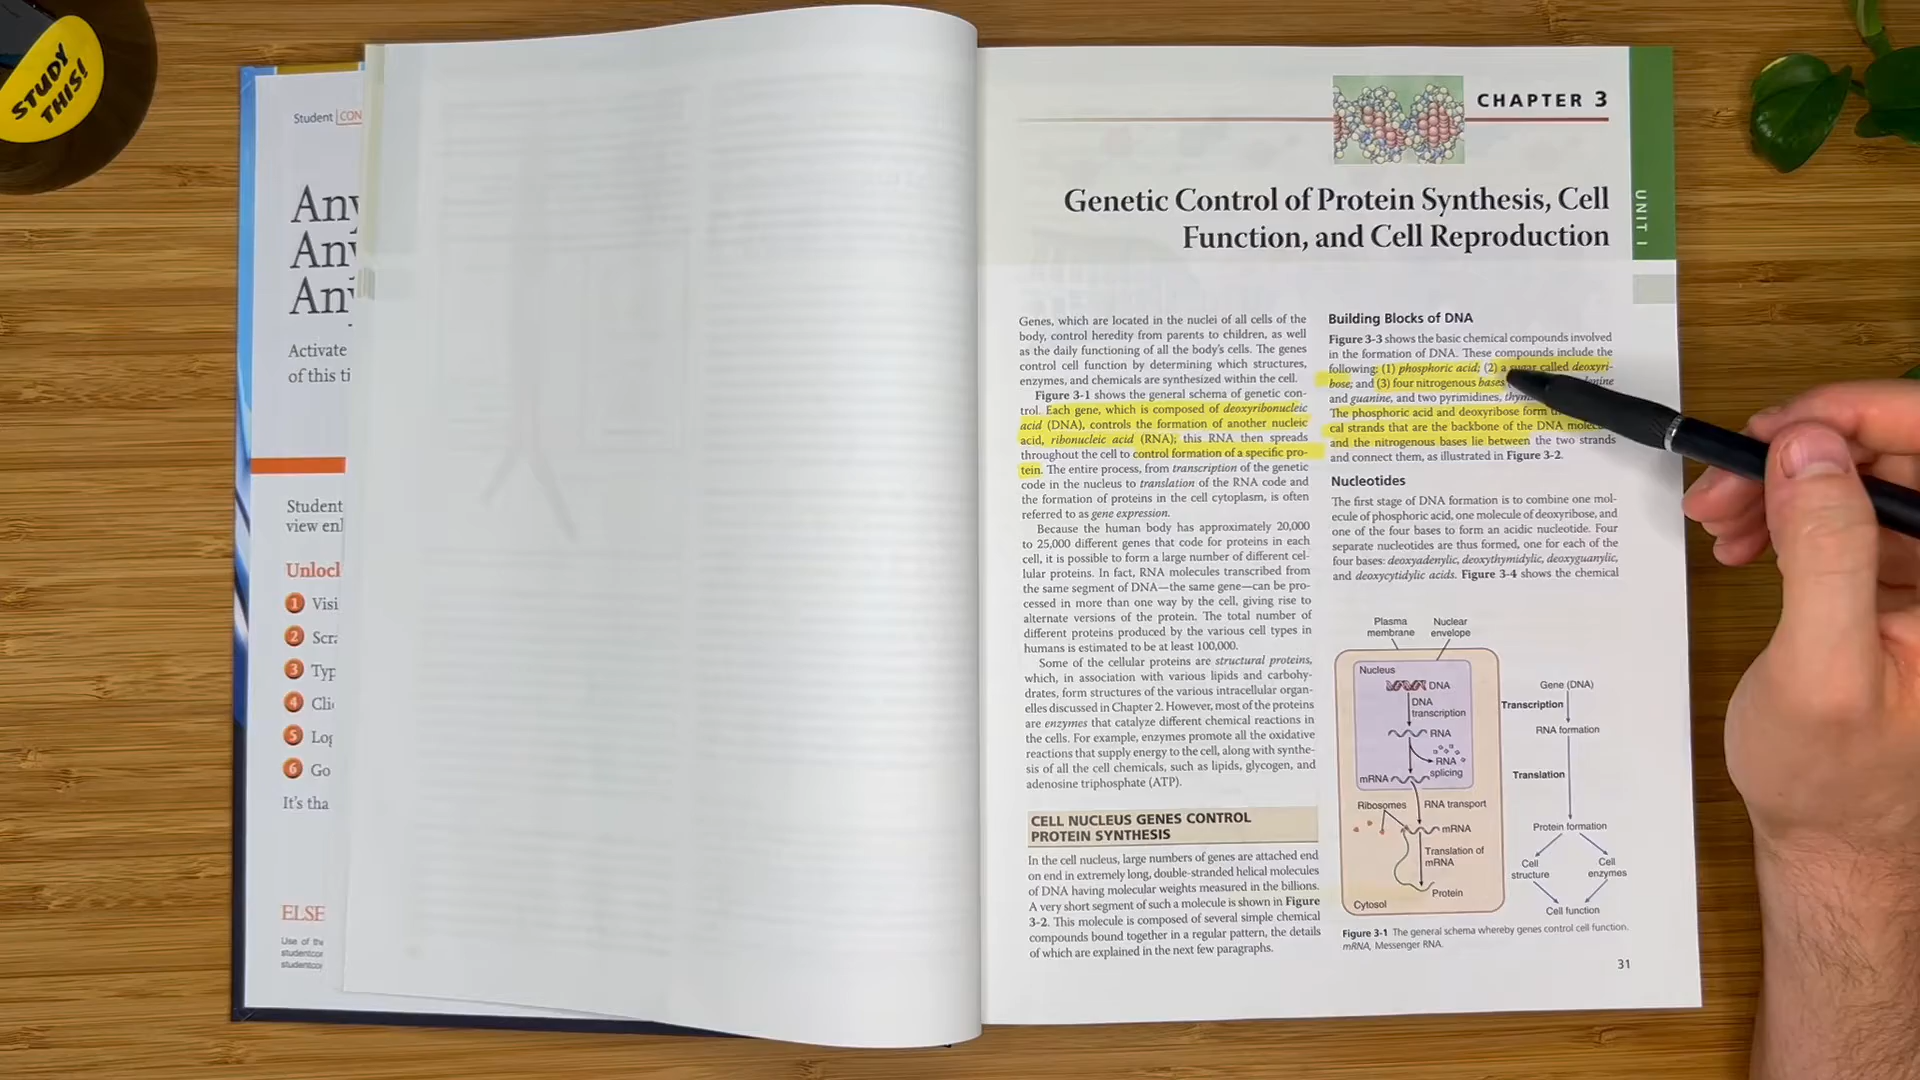 STUDY
THIS!
Student CON
Any
Any
Any
Activate
of this ti
Student
view enl
Unlock
1 Visi
2 Scr
3 Typ
4 Cli
5 Log
6 Go
It's tha
ELSE
Use of the
studentcon
studentcon
CHAPTER 3
UNIT I
Genetic Control of Protein Synthesis, Cell
Function, and Cell Reproduction
Genes, which are located in the nuclei of all cells of the
body, control heredity from parents to children, as well
as the daily functioning of all the body's cells. The genes
control cell function by determining which structures,
enzymes, and chemicals are synthesized within the cell.
Figure 3-1 shows the general schema of genetic con-
trol. Each gene, which is composed of deoxyribonucleic
acid (DNA), controls the formation of another nucleic
acid, ribonucleic acid (RNA); this RNA then spreads
throughout the cell to control formation of a specific pro-
tein. The entire process, from transcription of the genetic
code in the nucleus to translation of the RNA code and
the formation of proteins in the cell cytoplasm, is often
referred to as gene expression.
Because the human body has approximately 20,000
to 25,000 different genes that code for proteins in each
cell, it is possible to form a large number of different cel-
lular proteins. In fact, RNA molecules transcribed from
the same segment of DNA—the same gene—can be pro-
cessed in more than one way by the cell, giving rise to
alternate versions of the protein. The total number of
different proteins produced by the various cell types in
humans is estimated to be at least 100,000.
Some of the cellular proteins are structural proteins,
which, in association with various lipids and carbohy-
drates, form structures of the various intracellular organ-
elles discussed in Chapter 2. However, most of the proteins
are enzymes that catalyze different chemical reactions in
the cells. For example, enzymes promote all the oxidative
reactions that supply energy to the cell, along with synthe-
sis of all the cell chemicals, such as lipids, glycogen, and
adenosine triphosphate (ATP).
CELL NUCLEUS GENES CONTROL
PROTEIN SYNTHESIS
In the cell nucleus, large numbers of genes are attached end
on end in extremely long, double-stranded helical molecules
of DNA having molecular weights measured in the billions.
A very short segment of such a molecule is shown in Figure
3-2. This molecule is composed of several simple chemical
compounds bound together in a regular pattern, the details
of which are explained in the next few paragraphs.
Building Blocks of DNA
Figure 3-3 shows the basic chemical compounds involved
in the formation of DNA. These compounds include the
following: (1) phosphoric acid; (2) a sugar called deoxyri-
bose; and (3) four nitrogenous bases
and guanine, and two pyrimidines,
The phosphoric acid and deoxyribose form
cal strands that are the backbone of the DNA
and the nitrogenous bases lie between the two strands
and connect them, as illustrated in Figure 3-2.
Nucleotides
The first stage of DNA formation is to combine one mol-
ecule of phosphoric acid, one molecule of deoxyribose, and
one of the four bases to form an acidic nucleotide. Four
separate nucleotides are thus formed, one for each of the
four bases: deoxyadenylic, deoxythymidylic, deoxyguanylic,
and deoxycytidylic acids. Figure 3-4 shows the chemical
Plasma
membrane
Nuclear
envelope
Nucleus
DNA
DNA
transcription
RNA
RNA
splicing
mRNA
Ribosomes
RNA transport
mRNA
Translation of
mRNA
Protein
Cytosol
Gene (DNA)
Transcription
RNA formation
Translation
Protein formation
Cell
structure
Cell
enzymes
Cell function
Figure 3-1 The general schema whereby genes control cell function.
mRNA, Messenger RNA.
31